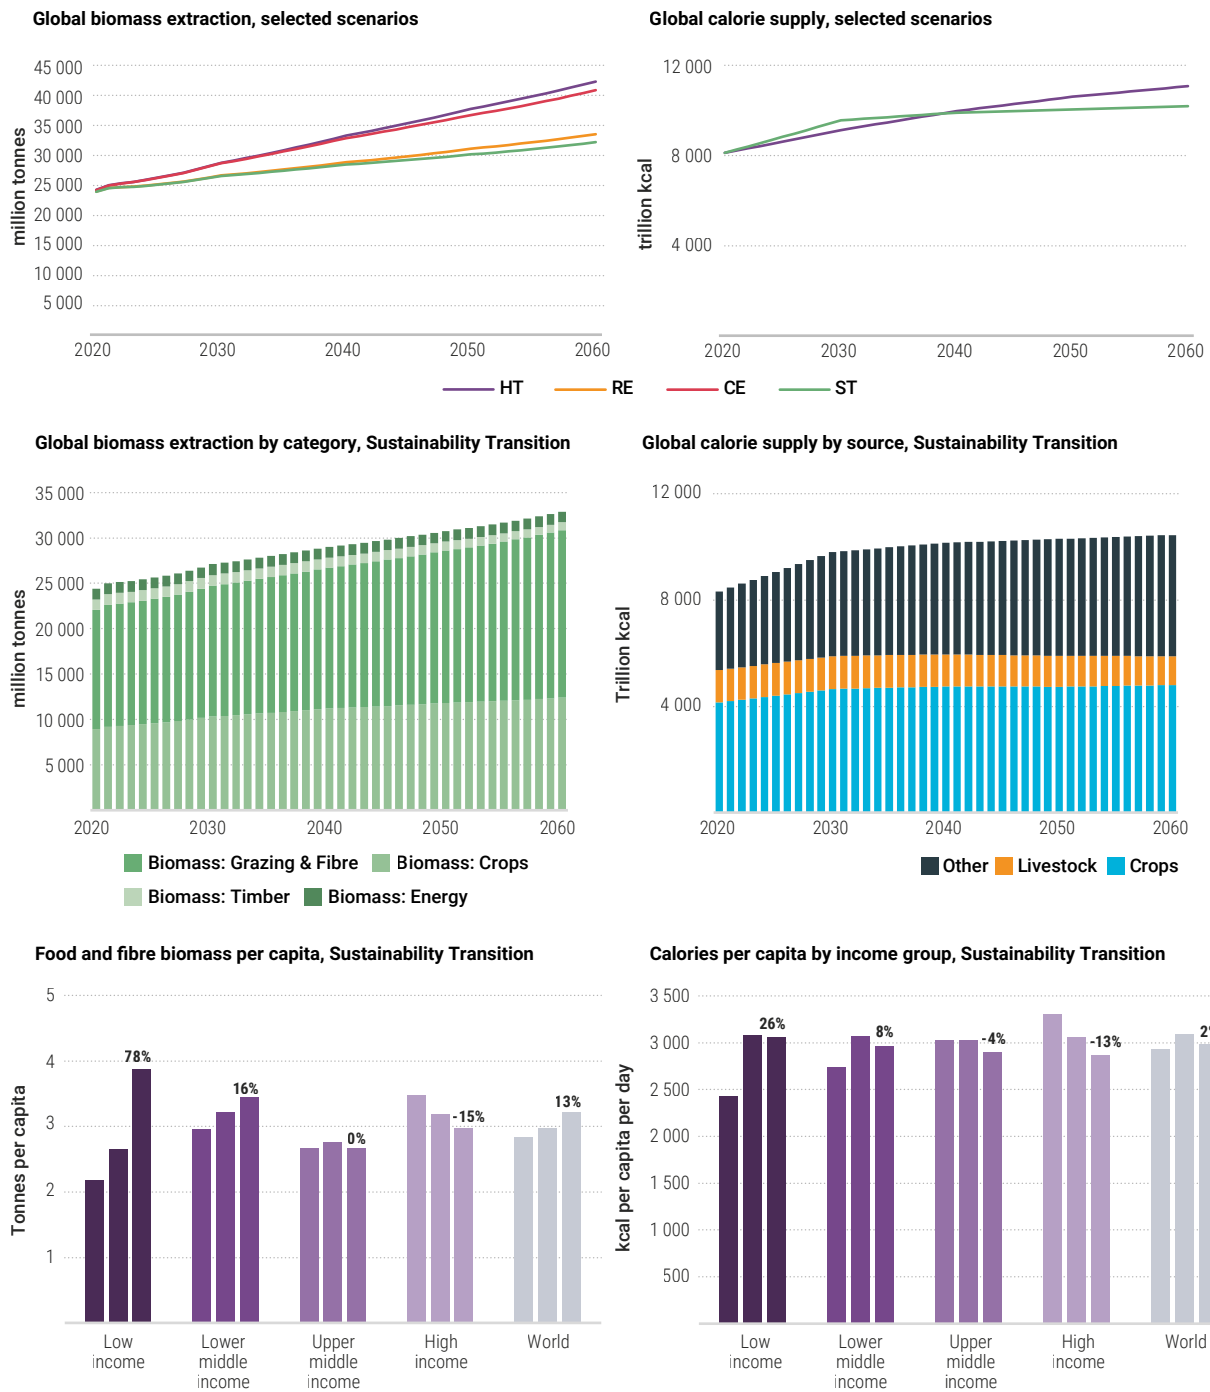 Global biomass extraction, selected scenarios
million tonnes
45 000
40 000
35 000
30 000
25 000
20 000
15 000
10 000
5 000
2020 2030 2040 2050 2060
Global calorie supply, selected scenarios
trillion kcal
12 000
8 000
4 000
2020 2030 2040 2050 2060
HT RE CE ST
Global biomass extraction by category, Sustainability Transition
million tonnes
35 000
30 000
25 000
20 000
15 000
10 000
5 000
2020 2030 2040 2050 2060
Biomass: Grazing & Fibre Biomass: Crops
Biomass: Timber Biomass: Energy
Global calorie supply by source, Sustainability Transition
Trillion kcal
12 000
8 000
4 000
2020 2030 2040 2050 2060
Other Livestock Crops
Food and fibre biomass per capita, Sustainability Transition
Tonnes per capita
5
4
3
2
1
78%
16%
0%
-15%
13%
Low
income
Lower
middle
income
Upper
middle
income
High
income
World
Calories per capita by income group, Sustainability Transition
kcal per capita per day
3 500
3 000
2 500
2 000
1 500
1 000
500
26%
8%
-4%
-13%
Low
income
Lower
middle
income
Upper
middle
income
High
income
World